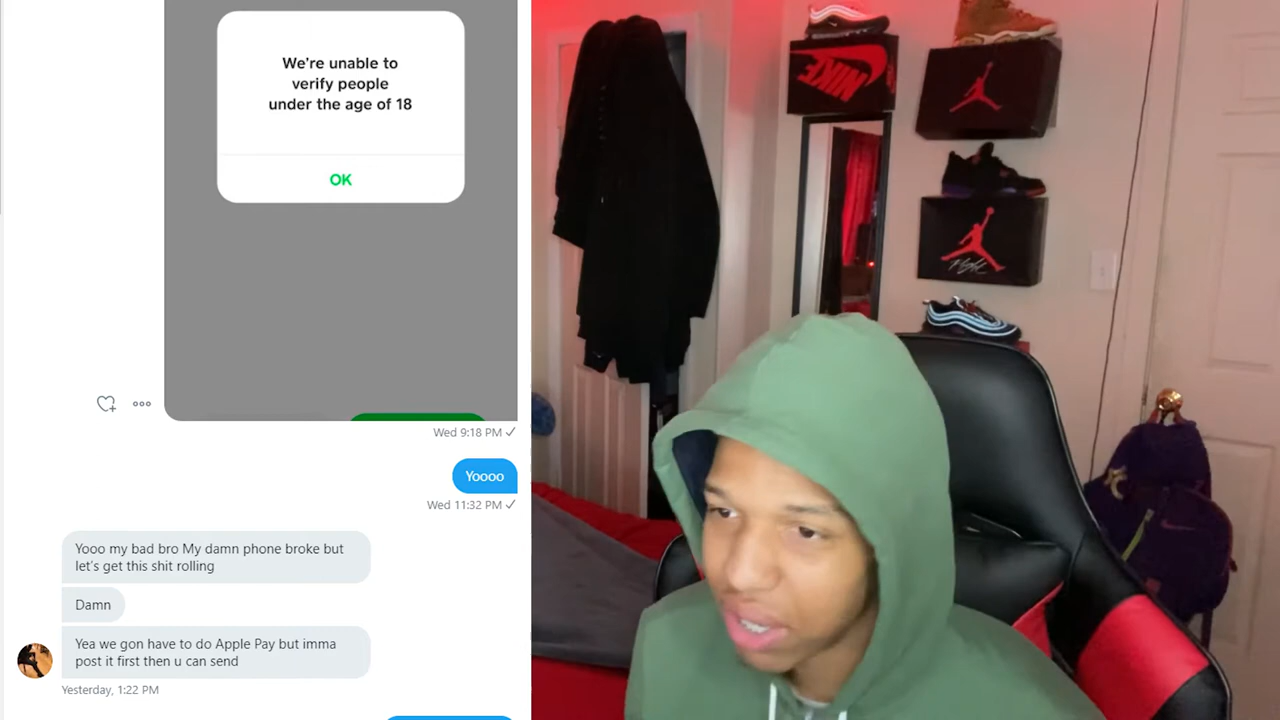 We're unable to
verify people
under the age of 18
OK
Wed 9:18 PM
Yoooo
Wed 11:32 PM
Yooo my bad bro My damn phone broke but
let's get this shit rolling
Damn
Yea we gon have to do Apple Pay but imma
post it first then u can send
Yesterday, 1:22 PM
NIKE